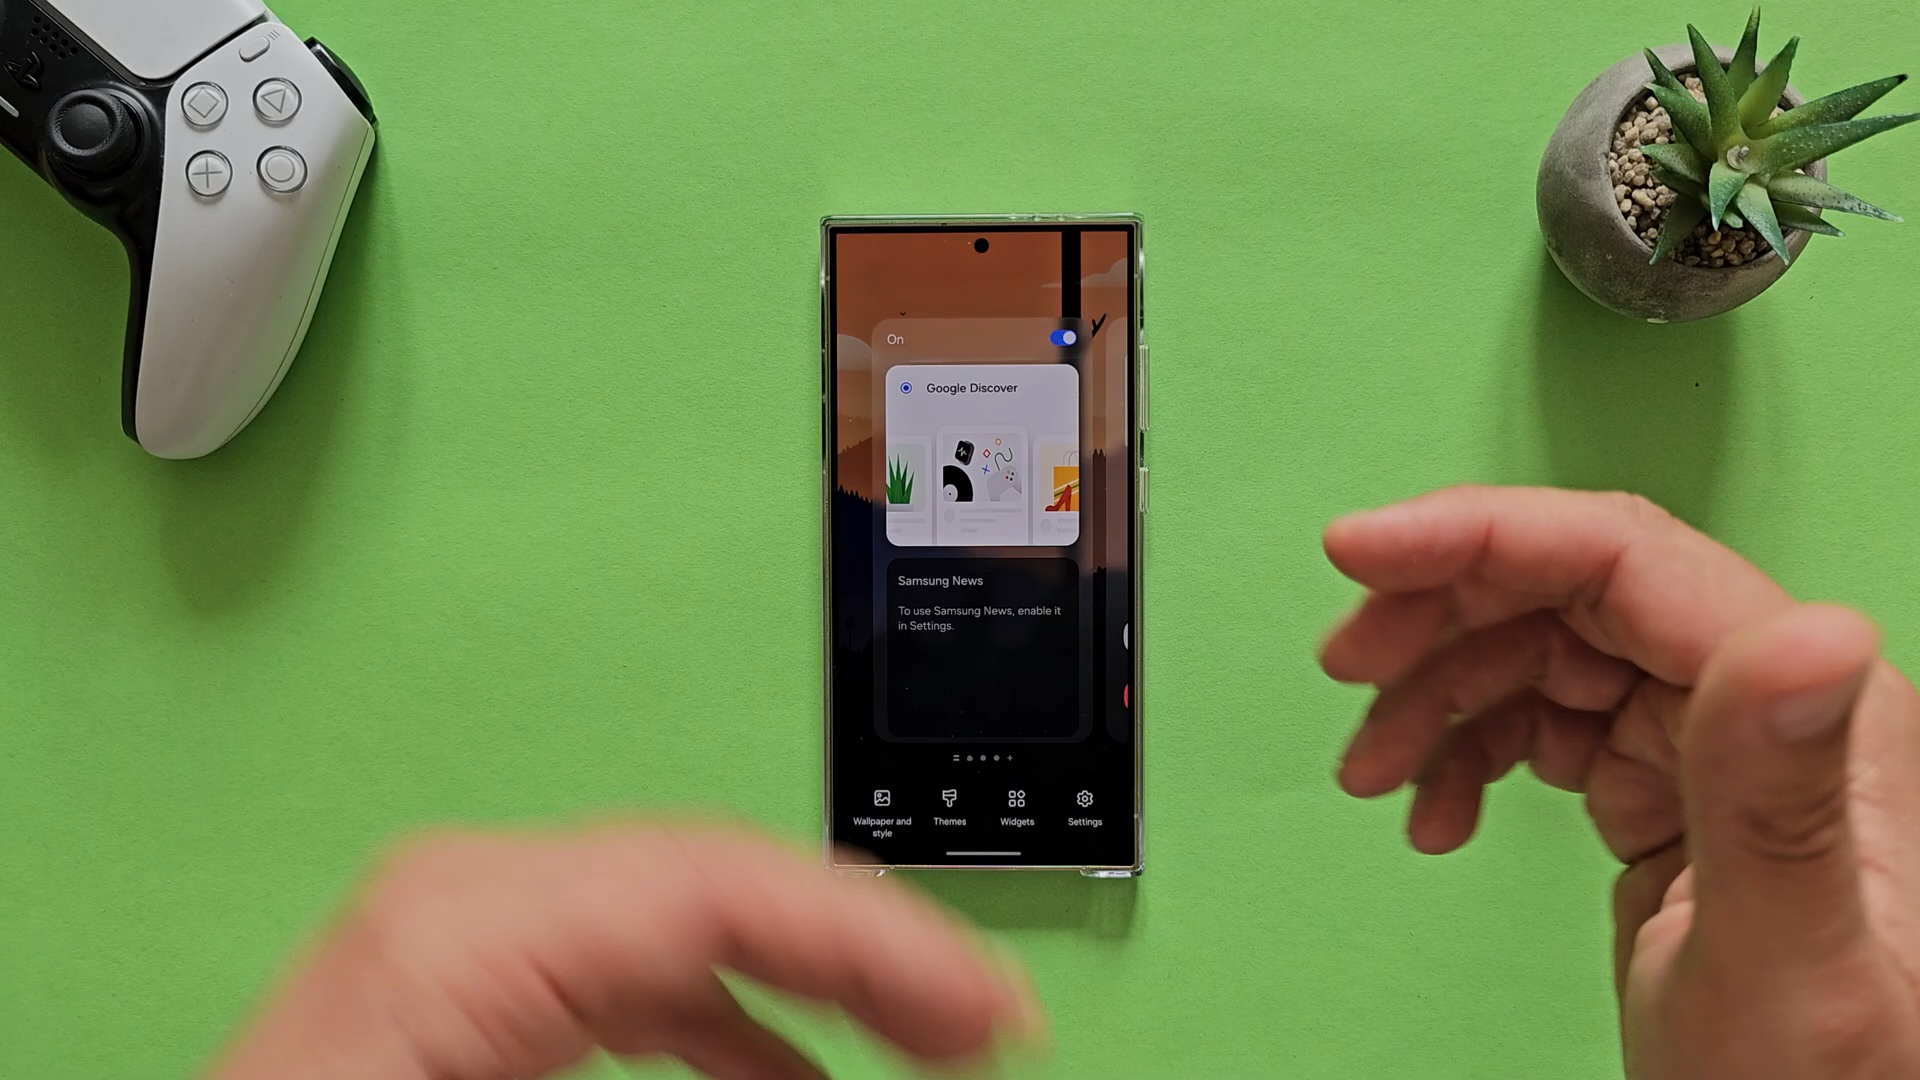 On
Google Discover
Samsung News
To use Samsung News, enable it
in Settings.
Wallpaper and
style
Themes
Widgets
Settings